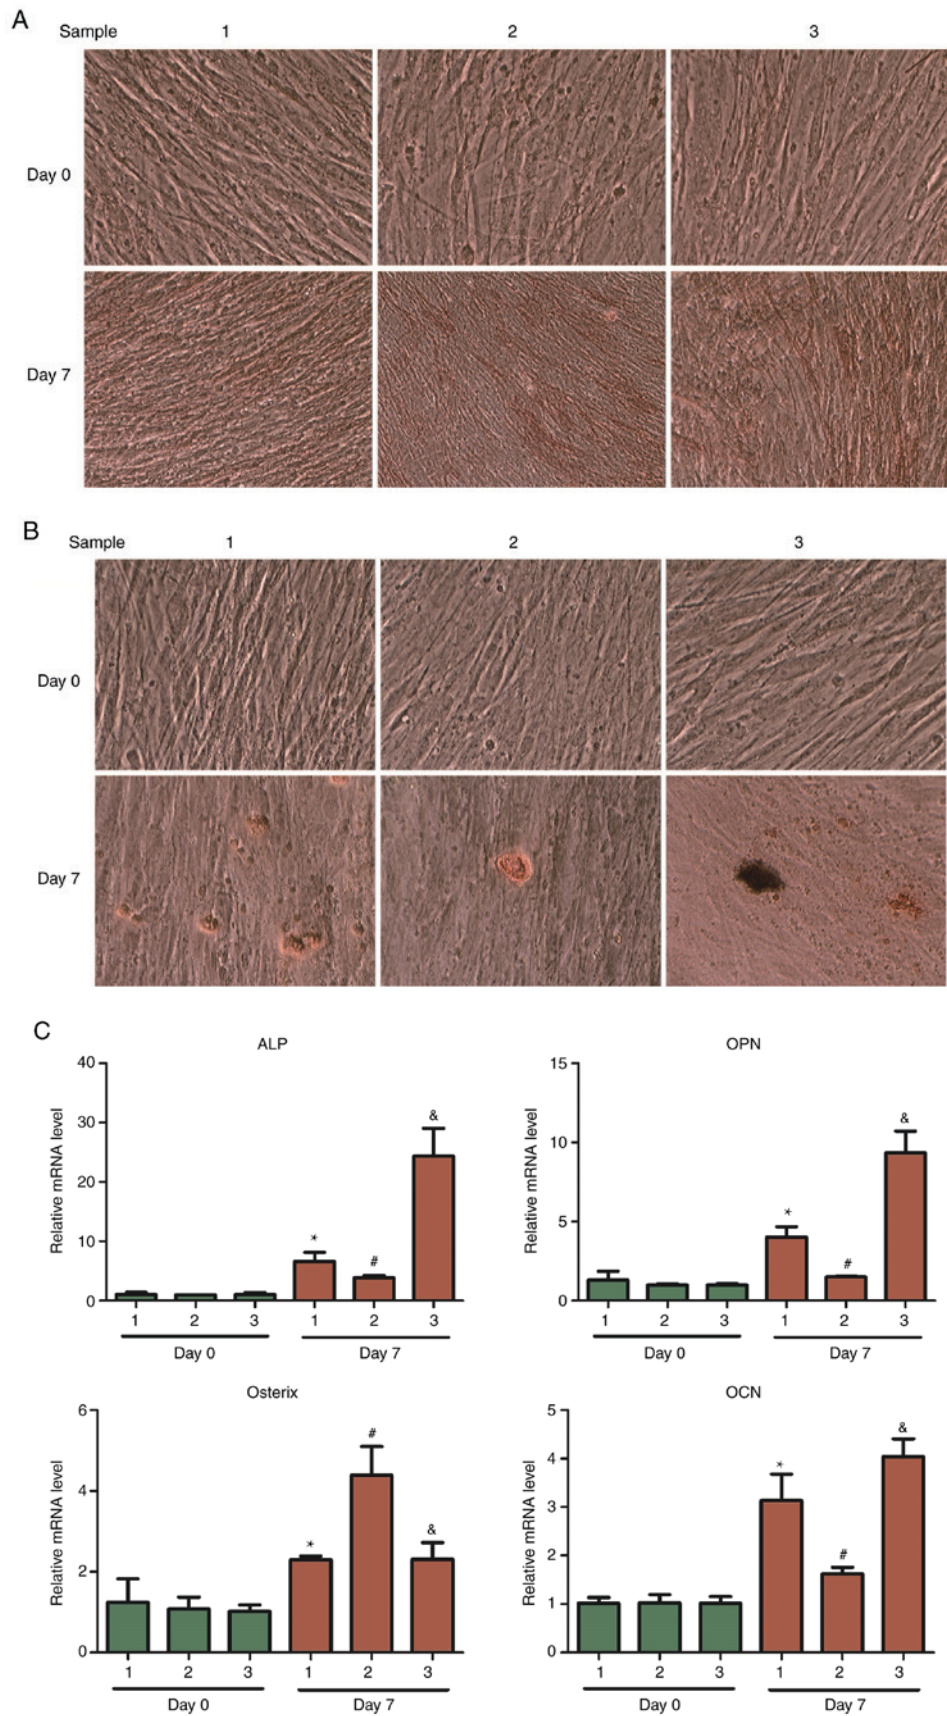 A
Sample 1 2 3
Day 0
Day 7
B
Sample 1 2 3
Day 0
Day 7
C
ALP
Relative mRNA level
40
30
20
10
0
* # &
1 2 3 1 2 3
Day 0 Day 7
OPN
Relative mRNA level
15
10
5
0
* # &
1 2 3 1 2 3
Day 0 Day 7
Osterix
Relative mRNA level
6
4
2
0
* # &
1 2 3 1 2 3
Day 0 Day 7
OCN
Relative mRNA level
5
4
3
2
1
0
* # &
1 2 3 1 2 3
Day 0 Day 7